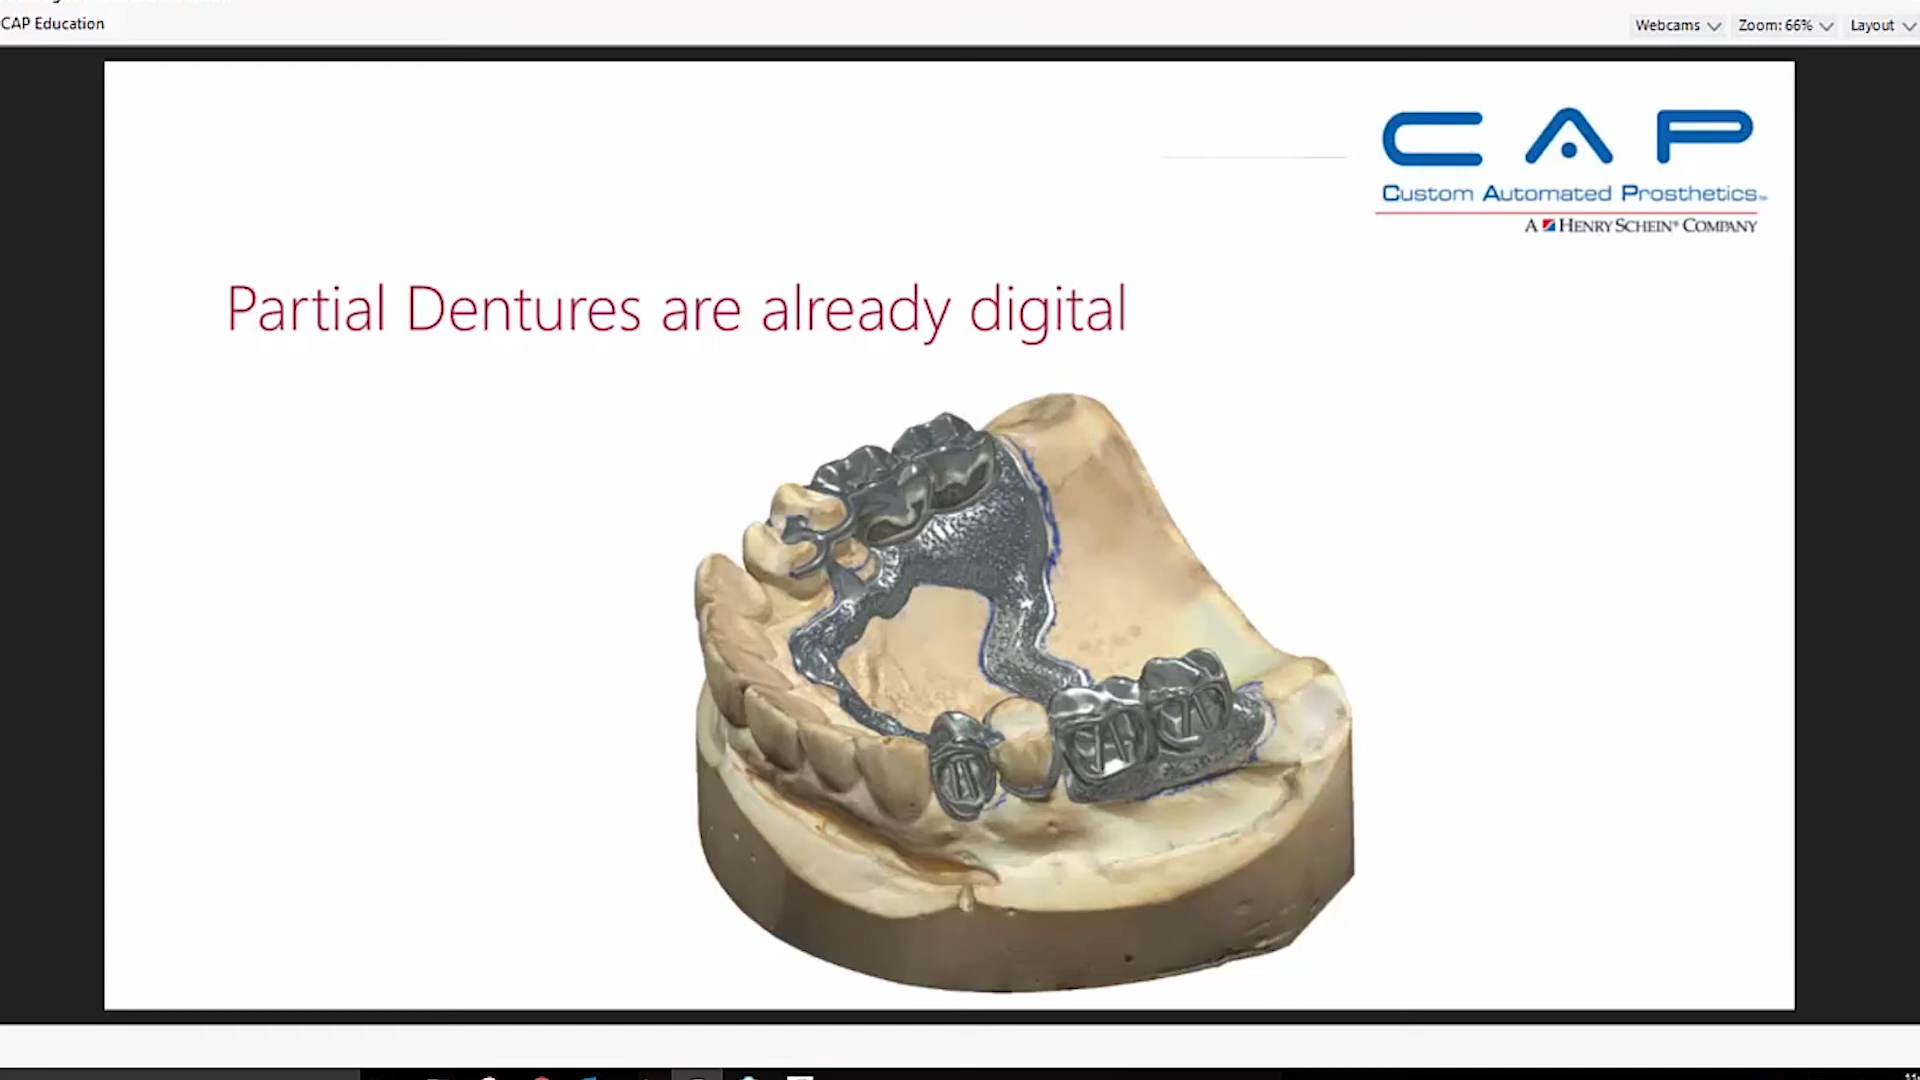 CAP Education
Webcams
Zoom: 66%
Layout
CAP
Custom Automated Prosthetics
A HENRY SCHEIN® COMPANY
Partial Dentures are already digital